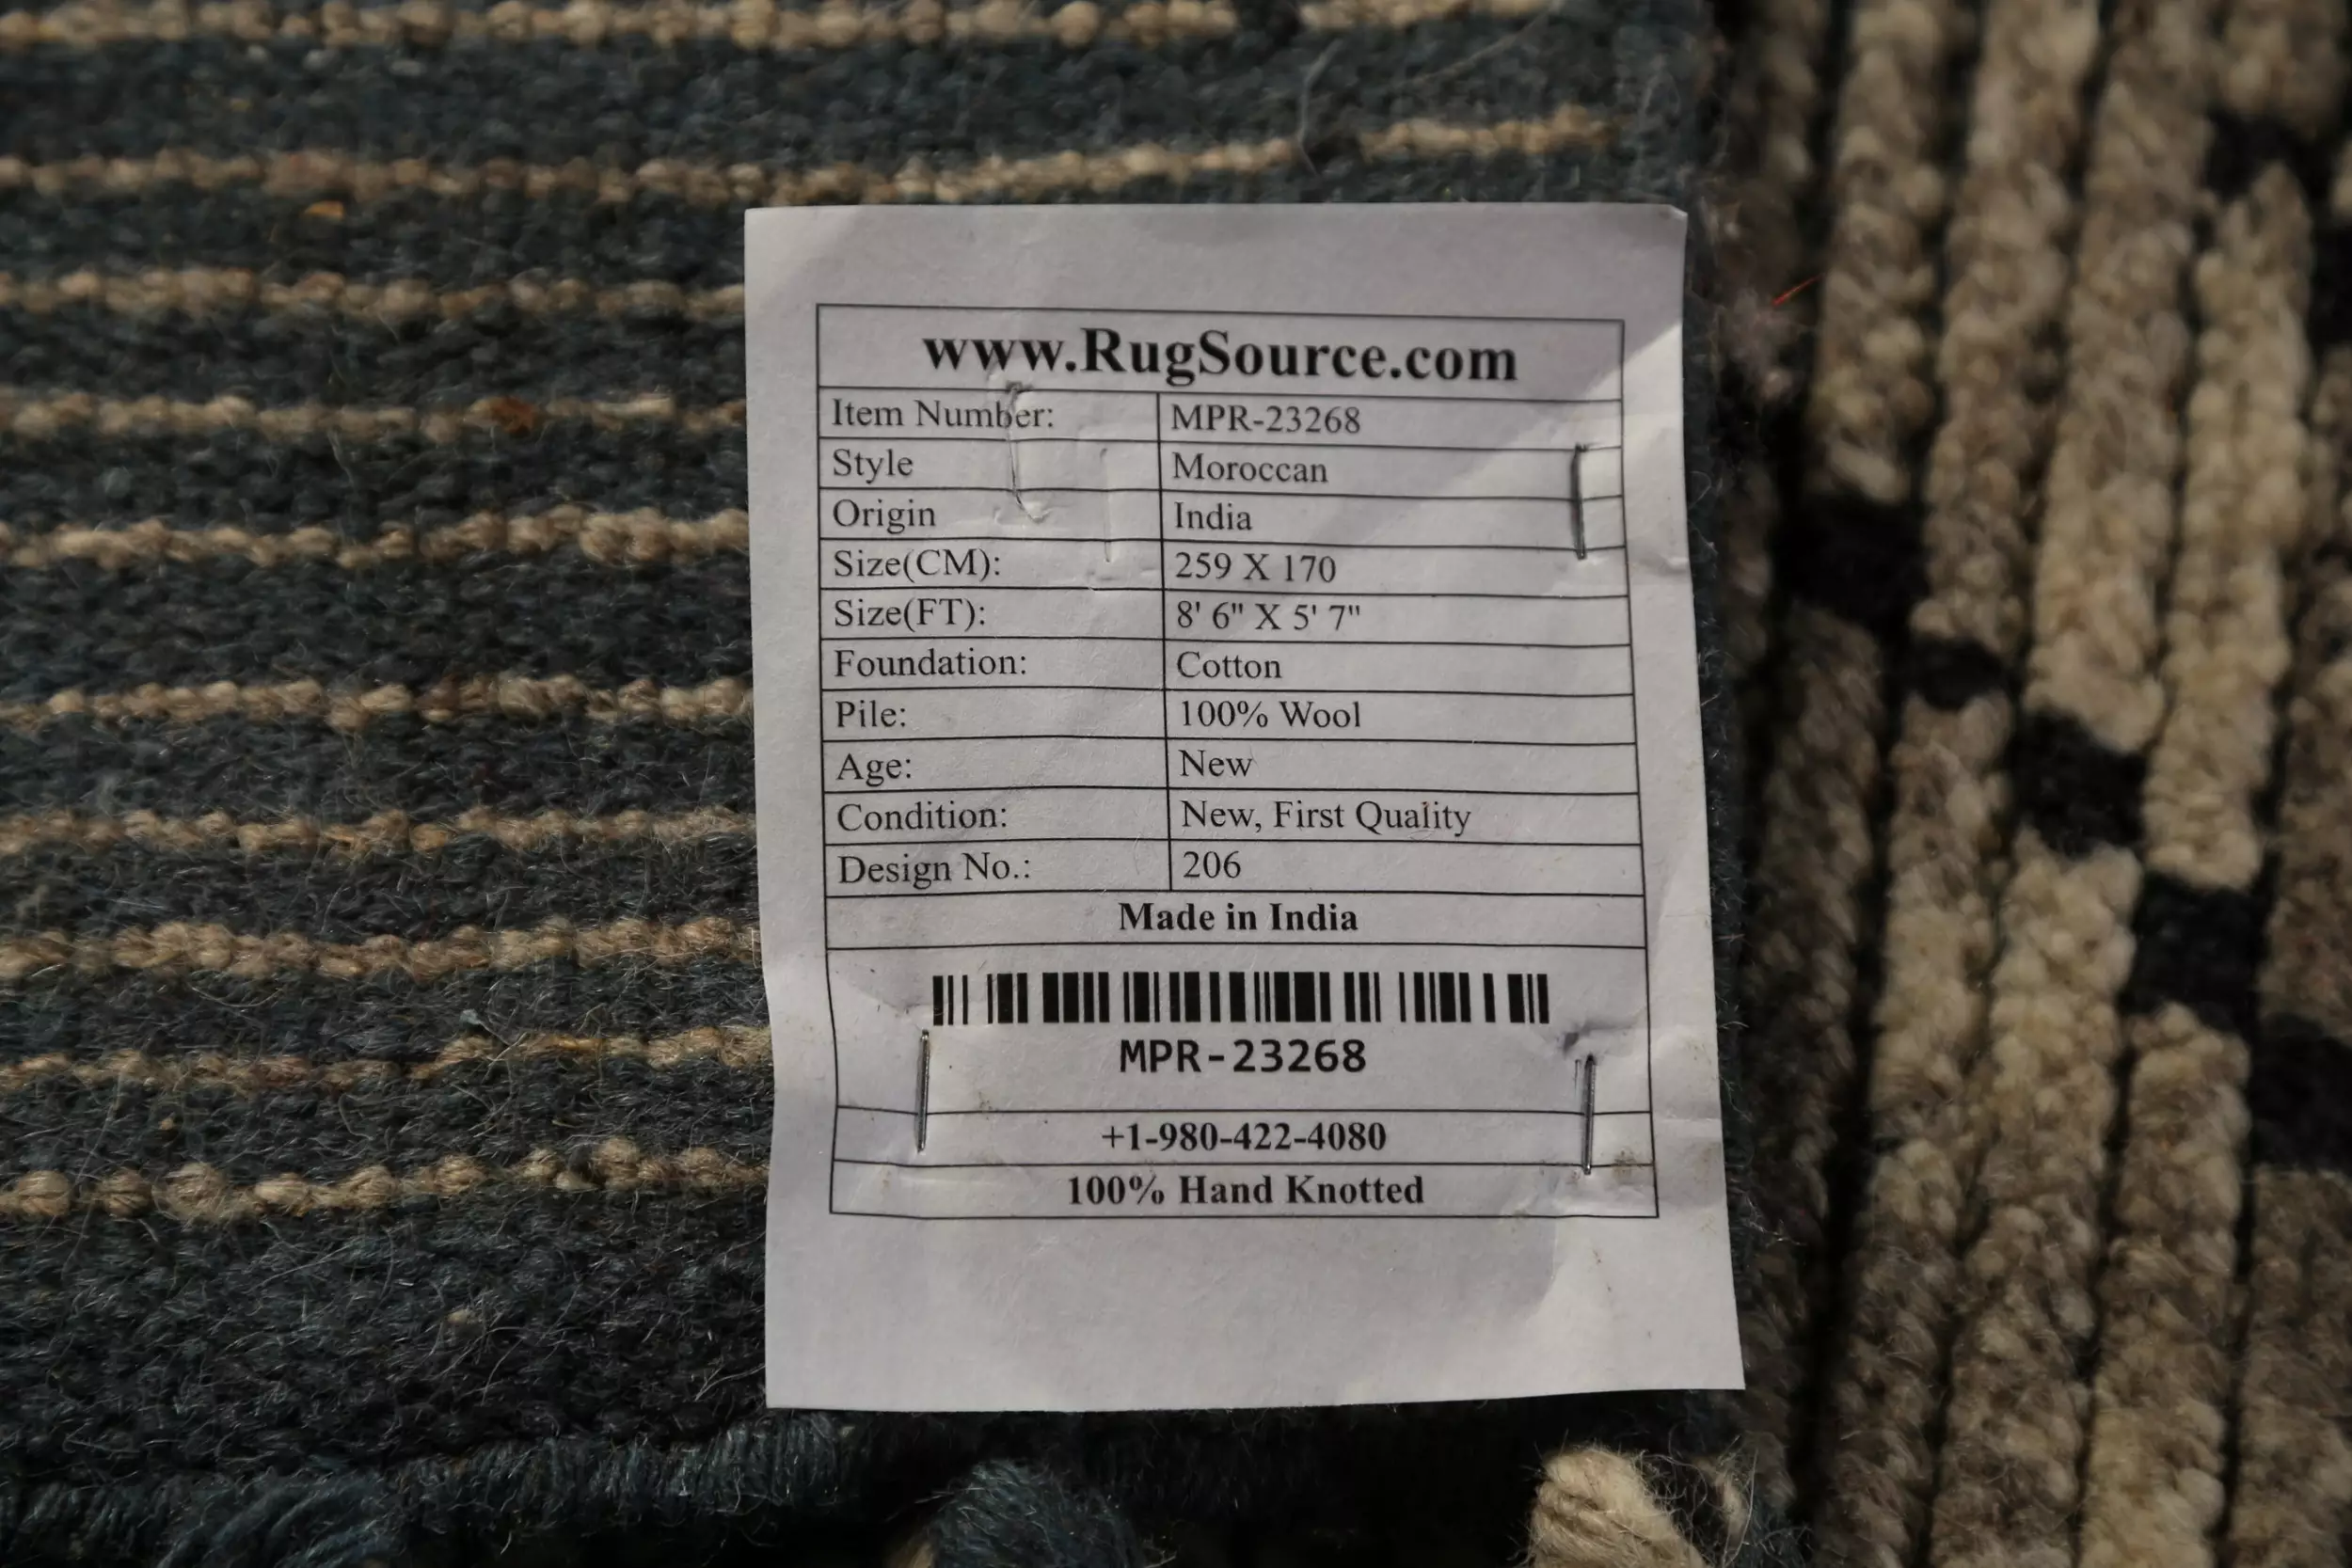 www.RugSource.com
Item Number: MPR-23268
Style Moroccan
Origin India
Size(CM): 259 X 170
Size(FT): 8' 6" X 5' 7"
Foundation: Cotton
Pile: 100% Wool
Age: New
Condition: New, First Quality
Design No.: 206
Made in India
MPR-23268
+1-980-422-4080
100% Hand Knotted